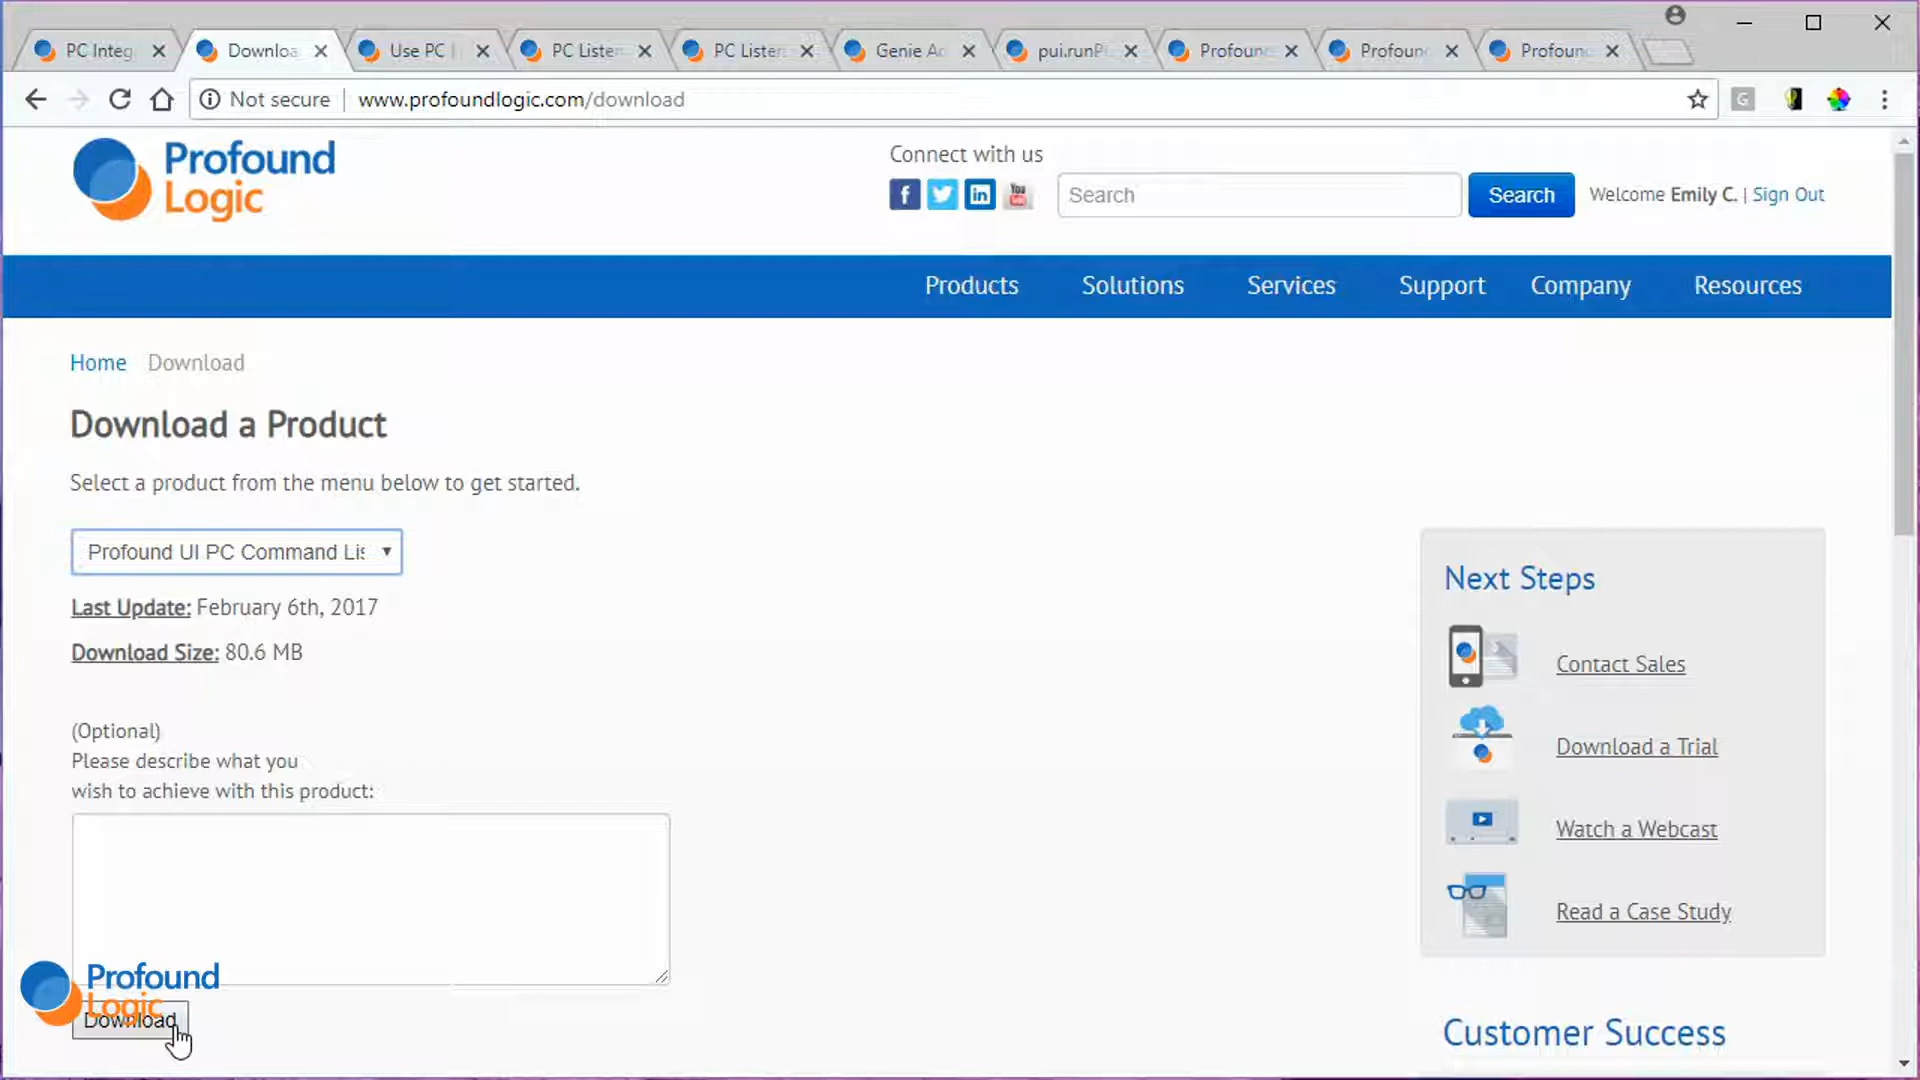 PC Integ
Downloa
Use PC
PC Listen
PC Listen
Genie Ac
pui.runP
Profound
Profound
Profound
Not secure
www.profoundlogic.com/download
G
Profound
Logic
Connect with us
Search
Search
Welcome Emily C. | Sign Out
Products
Solutions
Services
Support
Company
Resources
Home
Download
Download a Product
Select a product from the menu below to get started.
Profound UI PC Command Lis
Last Update: February 6th, 2017
Download Size: 80.6 MB
(Optional)
Please describe what you
wish to achieve with this product:
Download
Profound
Logic
Next Steps
Contact Sales
Download a Trial
Watch a Webcast
Read a Case Study
Customer Success